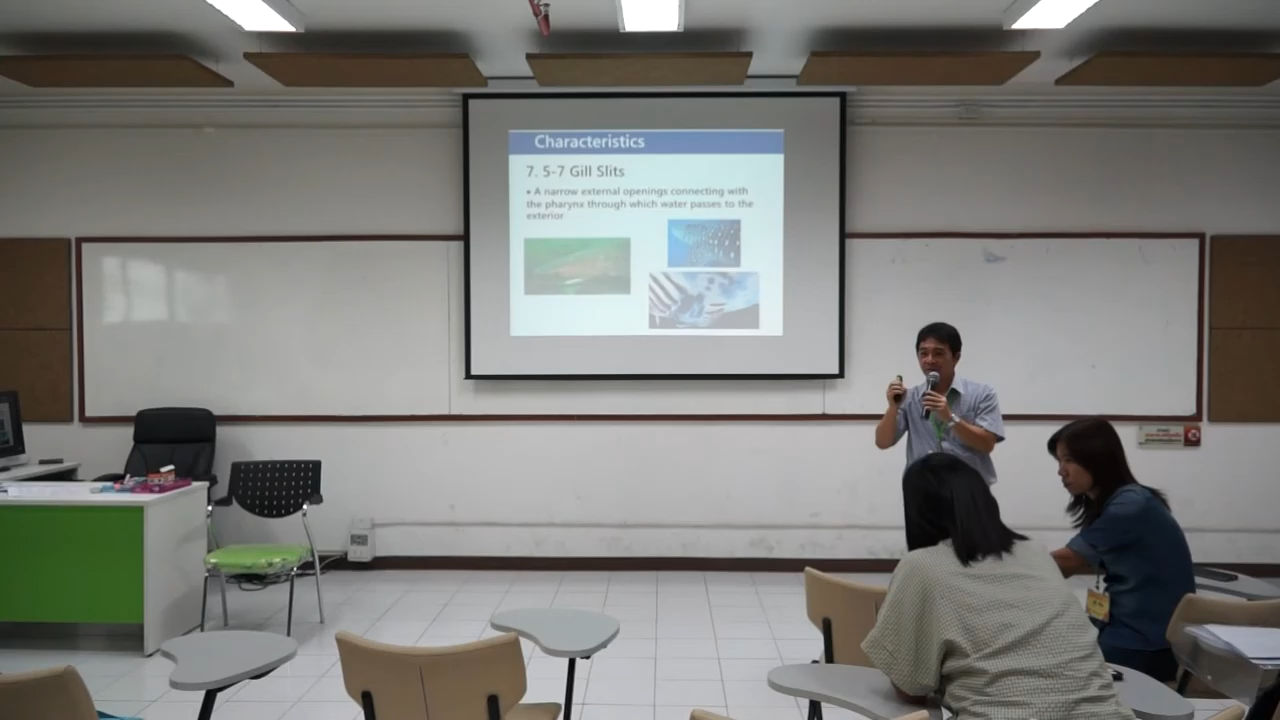 Characteristics
7. 5-7 Gill Slits
• A narrow external openings connecting with
the pharynx through which water passes to the
exterior